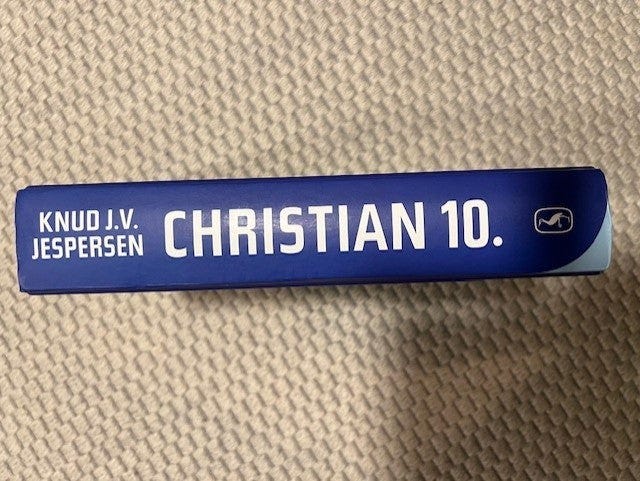 KNUD J.V.
JESPERSEN
CHRISTIAN 10.